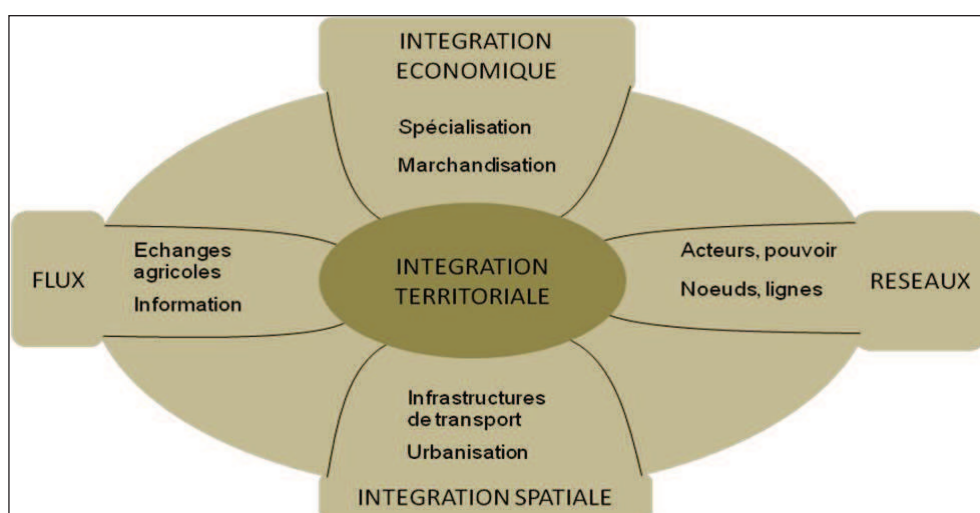 INTEGRATION
ECONOMIQUE
Spécialisation
Marchandisation
FLUX
Echanges
agricoles
Information
INTEGRATION
TERRITORIALE
Acteurs, pouvoir
Noeuds, lignes
RESEAUX
Infrastructures
de transport
Urbanisation
INTEGRATION SPATIALE